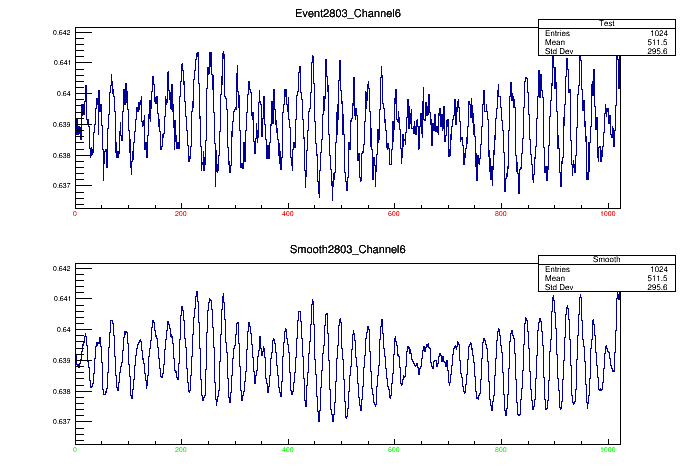 Event2803_Channel6
Test
Entries 1024
Mean 511.5
Std Dev 295.6
0.642
0.641
0.64
0.639
0.638
0.637
0 200 400 600 800 1000
Smooth2803_Channel6
Smooth
Entries 1024
Mean 511.5
Std Dev 295.6
0.642
0.641
0.64
0.639
0.638
0.637
0 200 400 600 800 1000